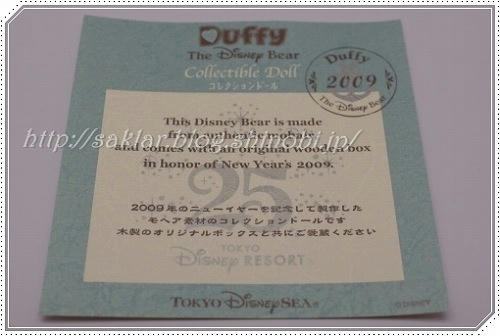 Duffy
The Disney Bear
Collectible Doll
コレクションドール
Duffy
2009
The Disney Bear
This Disney Bear is made
from authentic mohair
and comes with an original wooden box
in honor of New Year's 2009.
http://saklar.blog.shinobi.jp/
25
2009年のニューイヤーを記念して製作した
モヘア素材のコレクションドールです
木製のオリジナルボックスと共にご愛蔵ください
TOKYO
Disney RESORT
TOKYO DisneySEA®
©DISNEY